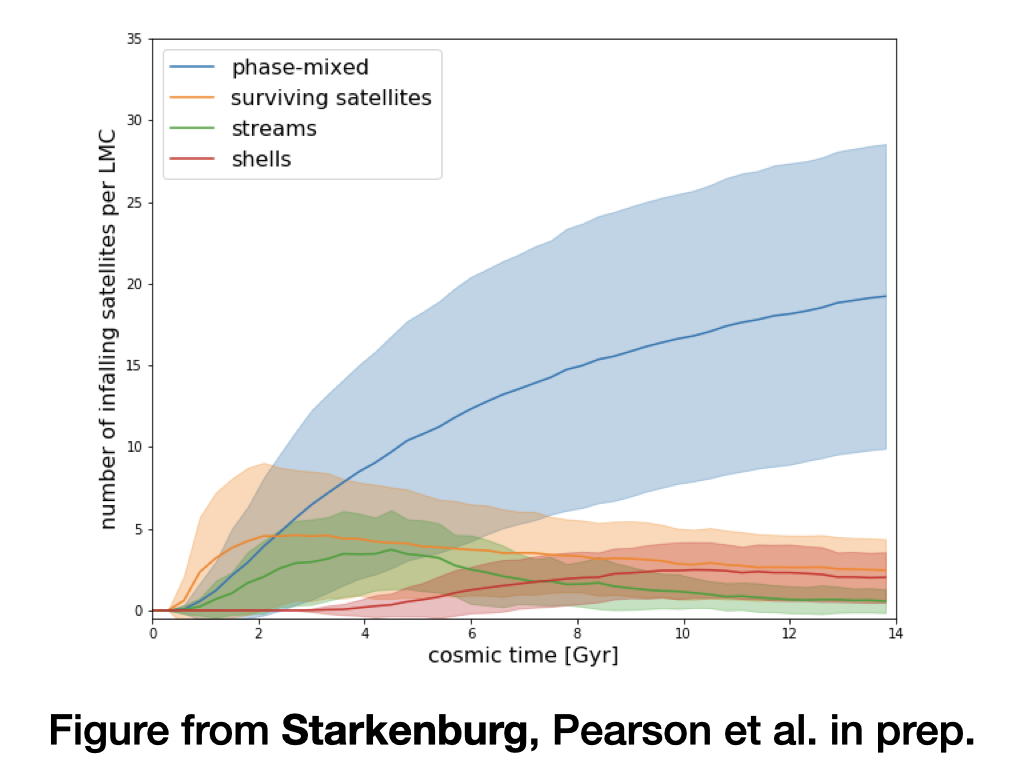 35
30
25
20
15
10
5
0
number of infalling satellites per LMC
phase-mixed
surviving satellites
streams
shells
0 2 4 6 8 10 12 14
cosmic time [Gyr]
Figure from Starkenburg, Pearson et al. in prep.